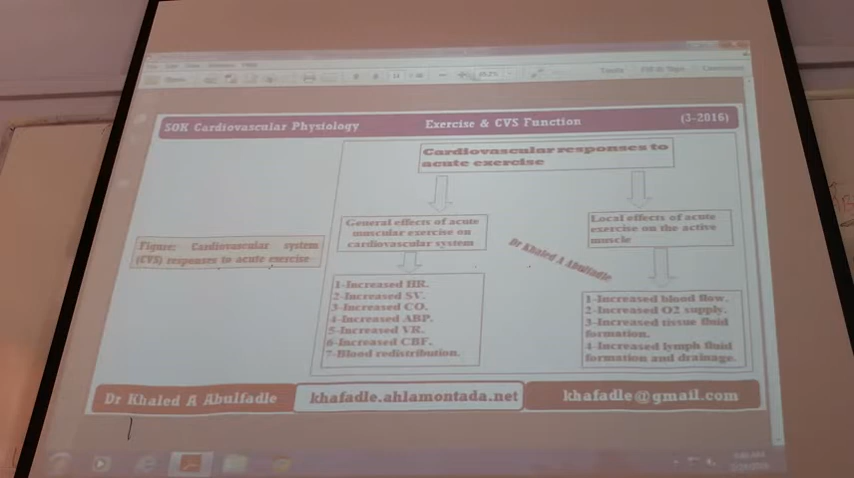 SOK Cardiovascular Physiology Exercise & CVS Function (3-2016)
Cardiovascular responses to
acute exercise
General effects of acute
muscular exercise on
cardiovascular system
Local effects of acute
exercise on the active
muscle
Figure: Cardiovascular system
(CVS) responses to acute exercise
Dr Khaled A Abulfadle
1-Increased HR.
2-Increased SV.
3-Increased CO.
4-Increased ABP.
5-Increased VR.
6-Increased CBF.
7-Blood redistribution.
1-Increased blood flow.
2-Increased O2 supply.
3-Increased tissue fluid
formation.
4-Increased lymph fluid
formation and drainage.
Dr Khaled A Abulfadle khafadle.ahlamontada.net khafadle@gmail.com